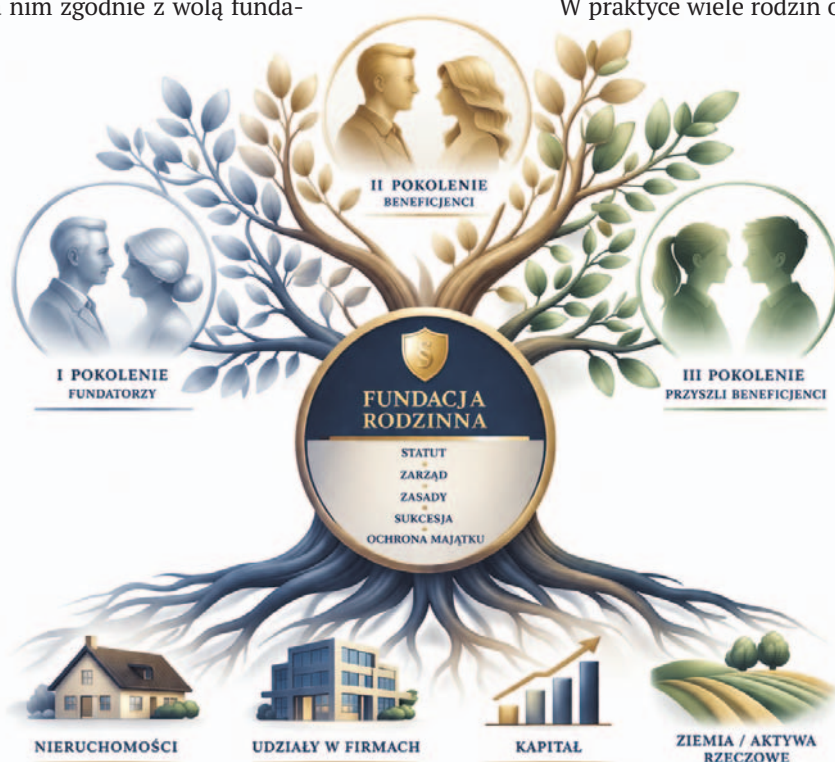 nim zgodnie z wolą funda-
W praktyce wiele rodzin
II POKOLENIE
BENEFICJENCI
I POKOLENIE
FUNDATORZY
III POKOLENIE
PRZYSZLI BENEFICJENCI
S
FUNDACJA
RODZINNA
STATUT
ZARZĄD
ZASADY
SUKCESJA
OCHRONA MAJĄTKU
NIERUCHOMOŚCI
UDZIAŁY W FIRMACH
KAPITAŁ
ZIEMIA / AKTYWA
RZECZOWE